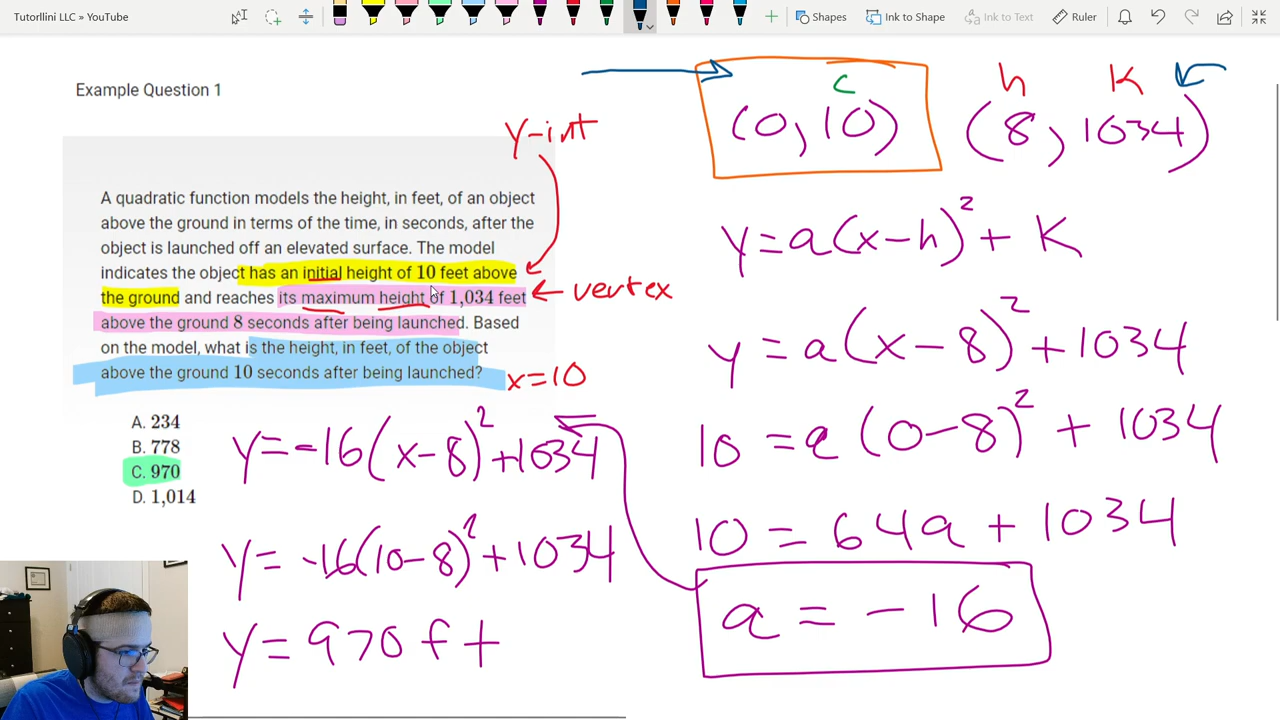 Tutorllini LLC » YouTube
Shapes
Ink to Shape
Ink to Text
Ruler
Example Question 1
A quadratic function models the height, in feet, of an object
above the ground in terms of the time, in seconds, after the
object is launched off an elevated surface. The model
indicates the object has an initial height of 10 feet above
the ground and reaches its maximum height of 1,034 feet
above the ground 8 seconds after being launched. Based
on the model, what is the height, in feet, of the object
above the ground 10 seconds after being launched?
A. 234
B. 778
C. 970
D. 1,014
y-int
vertex
x=10
y=-16(x-8)²+1034
y=-16(10-8)²+1034
y=970ft
c
(0,10)
h K
(8,1034)
y=a(x-h)²+K
y=a(x-8)²+1034
10=a(0-8)²+1034
10=64a+1034
a=-16